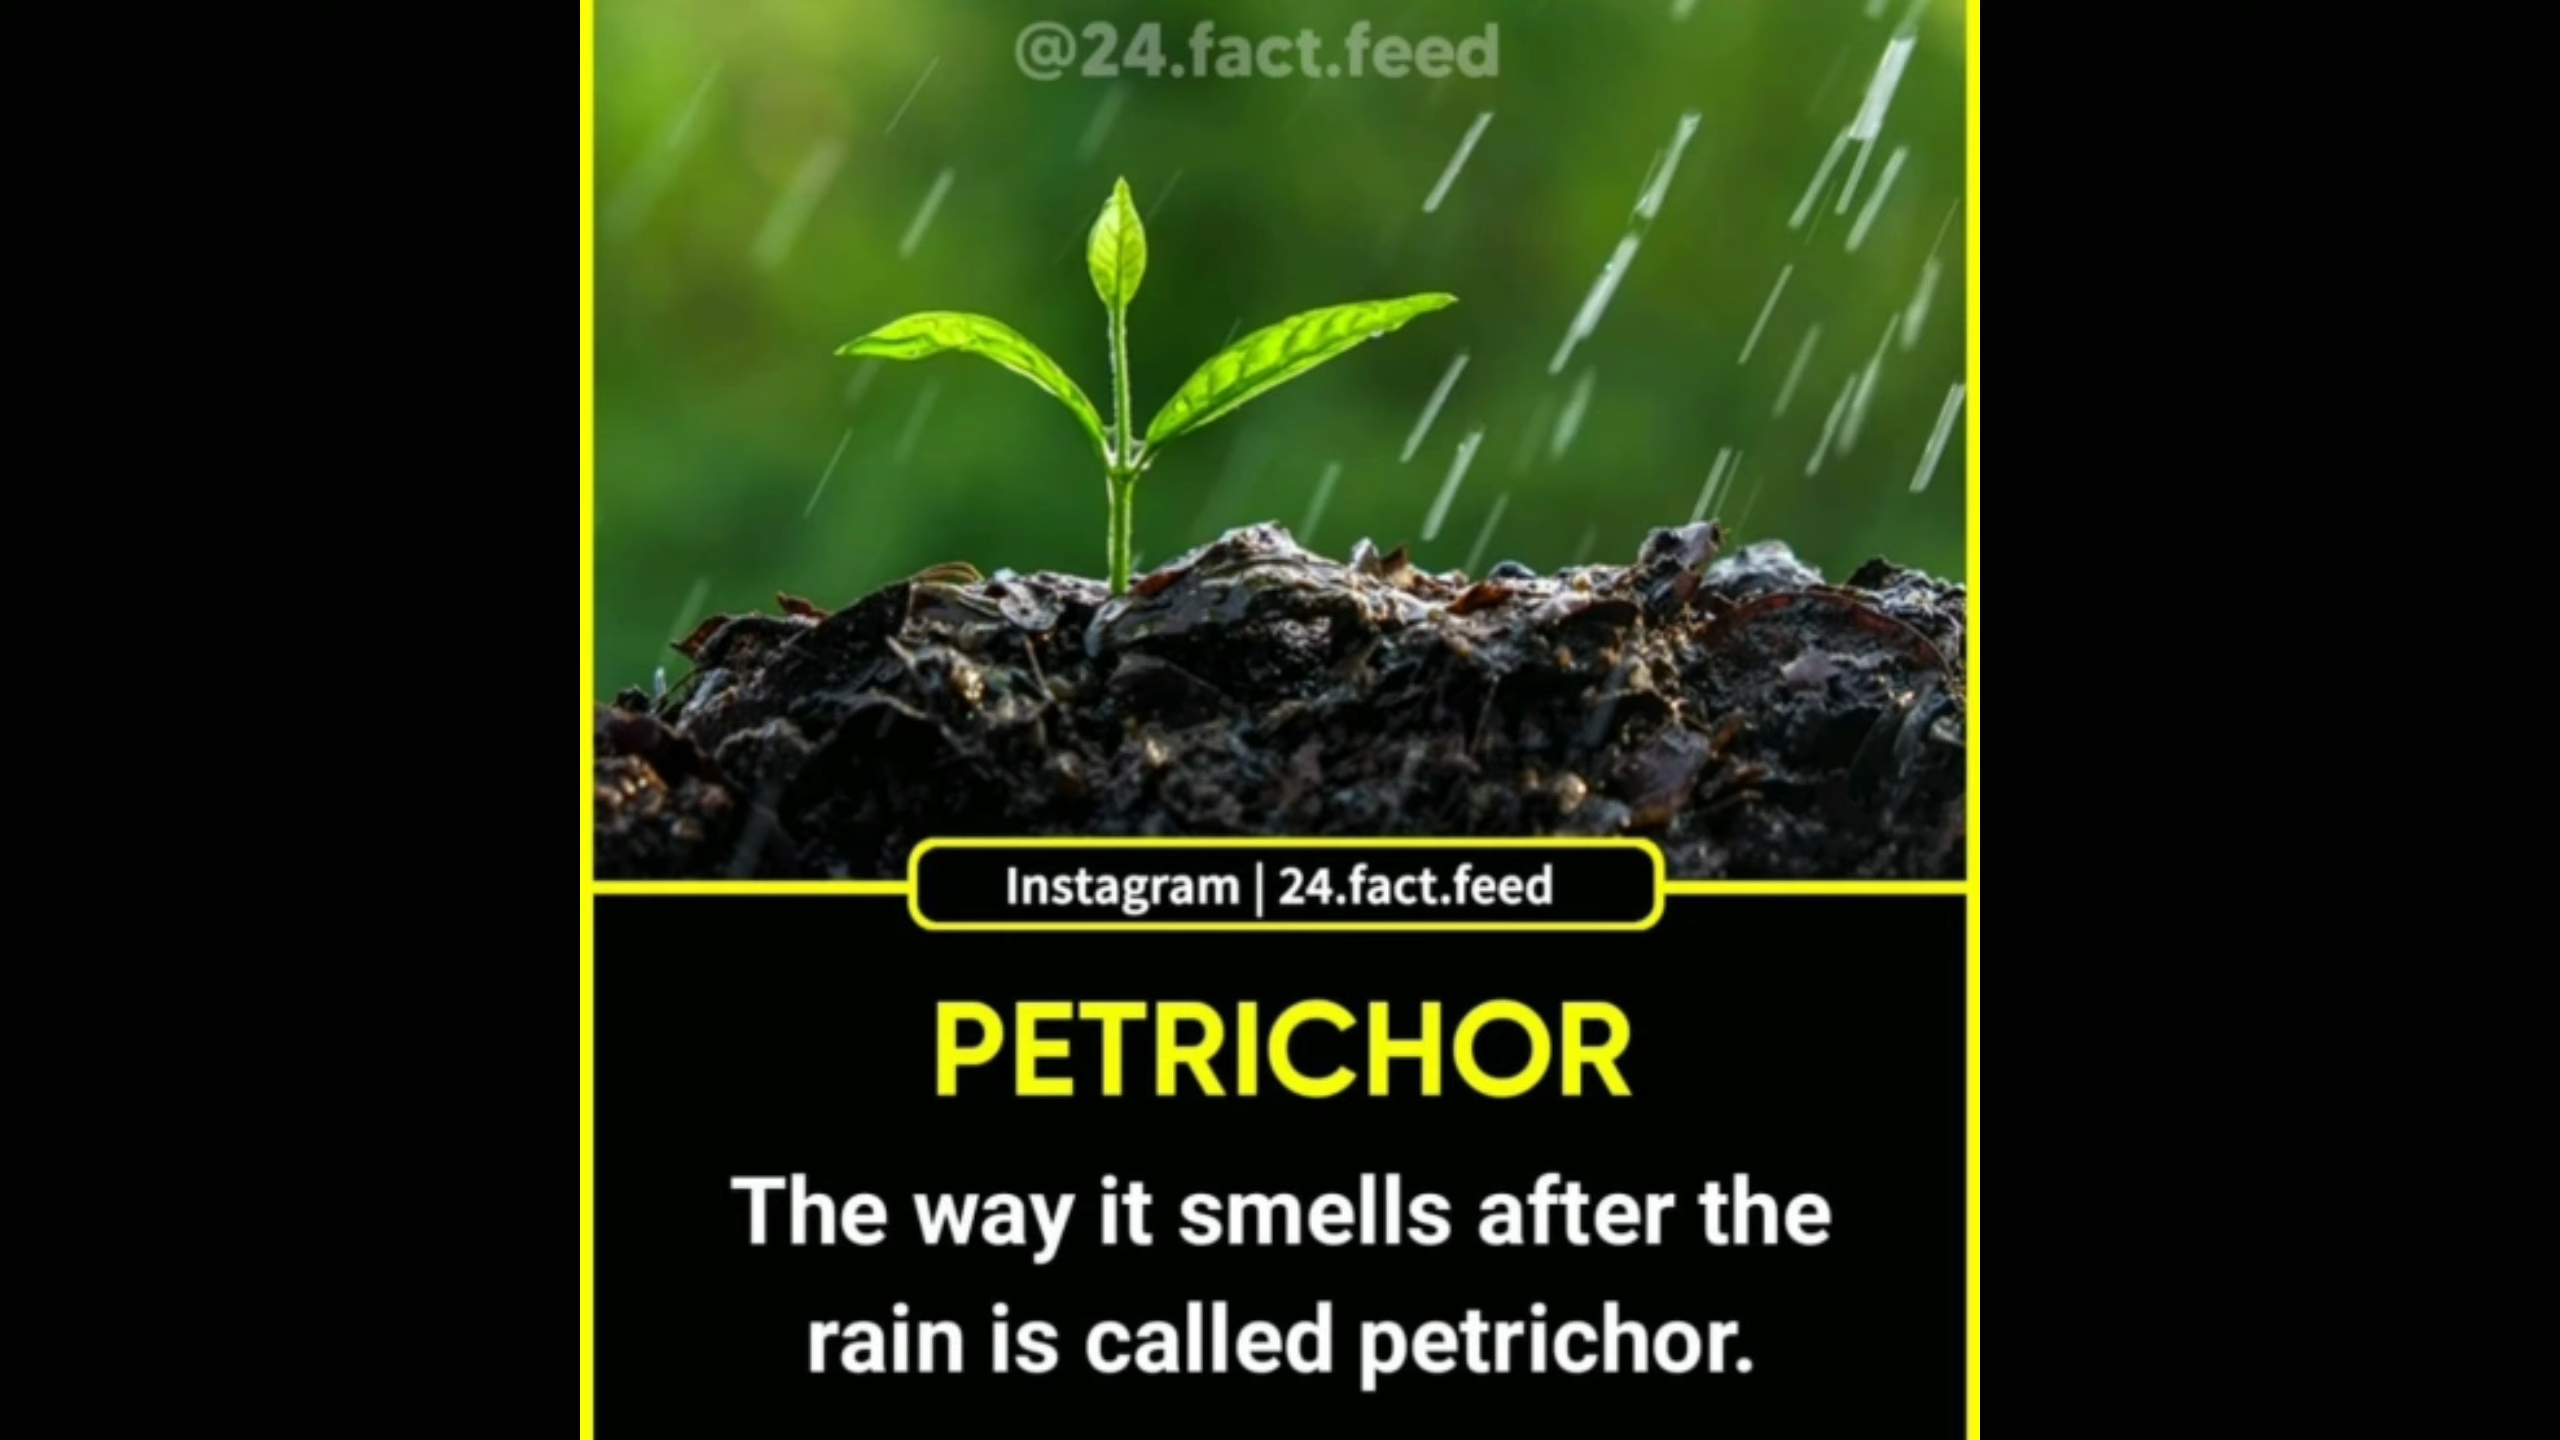 @24.fact.feed
Instagram | 24.fact.feed
PETRICHOR
The way it smells after the
rain is called petrichor.